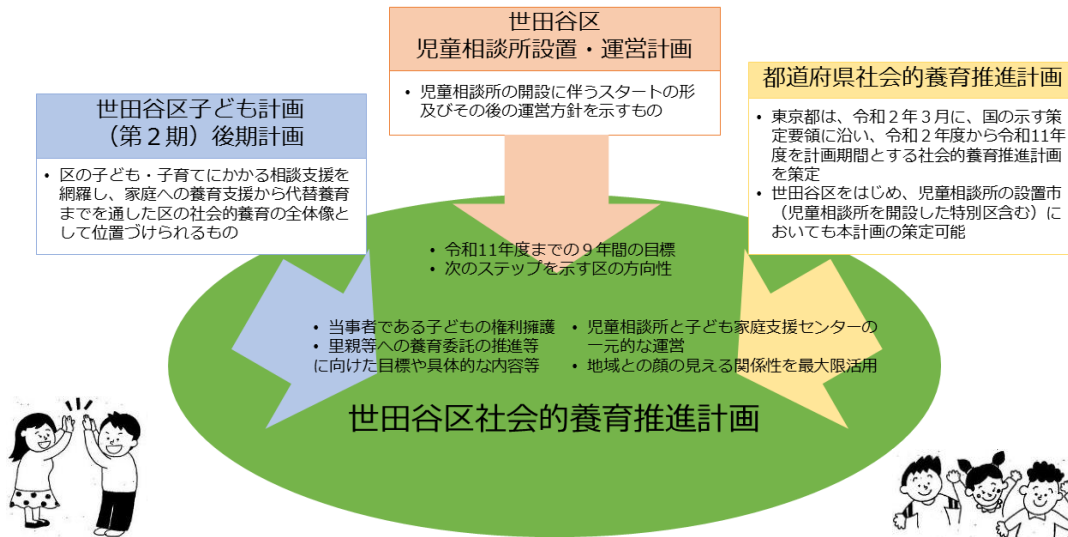 世田谷区
児童相談所設置・運営計画
• 児童相談所の開設に伴うスタートの形
及びその後の運営方針を示すもの
世田谷区子ども計画
（第２期）後期計画
• 区の子ども・子育てにかかる相談支援を
網羅し、家庭への養育支援から代替養育
までを通した区の社会的養育の全体像と
して位置づけられるもの
都道府県社会的養育推進計画
• 東京都は、令和２年３月に、国の示す策
定要領に沿い、令和２年度から令和11年
度を計画期間とする社会的養育推進計画
を策定
• 世田谷区をはじめ、児童相談所の設置市
（児童相談所を開設した特別区含む）に
おいても本計画の策定可能
• 令和11年度までの９年間の目標
• 次のステップを示す区の方向性
• 当事者である子どもの権利擁護
• 里親等への養育委託の推進等
に向けた目標や具体的な内容等
• 児童相談所と子ども家庭支援センターの
一元的な運営
• 地域との顔の見える関係性を最大限活用
世田谷区社会的養育推進計画